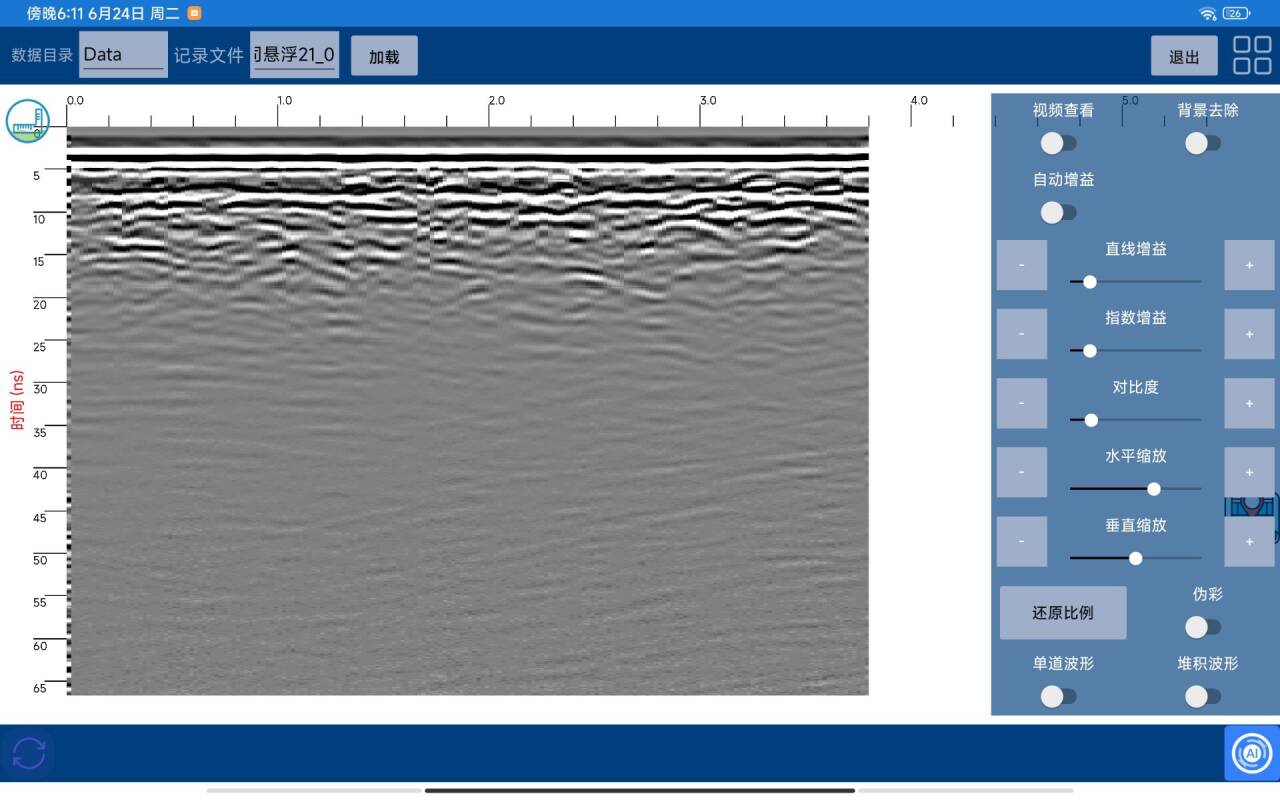 傍晚6:11 6月24日 周二
26
数据目录 Data 记录文件 司悬浮21_0 加载 退出
0.0 1.0 2.0 3.0 4.0 5.0
视频查看 背景去除
自动增益
直线增益
- +
指数增益
- +
对比度
- +
水平缩放
- +
垂直缩放
- +
还原比例 伪彩
单道波形 堆积波形
时间 (ns)
0
5
10
15
20
25
30
35
40
45
50
55
60
65
AI